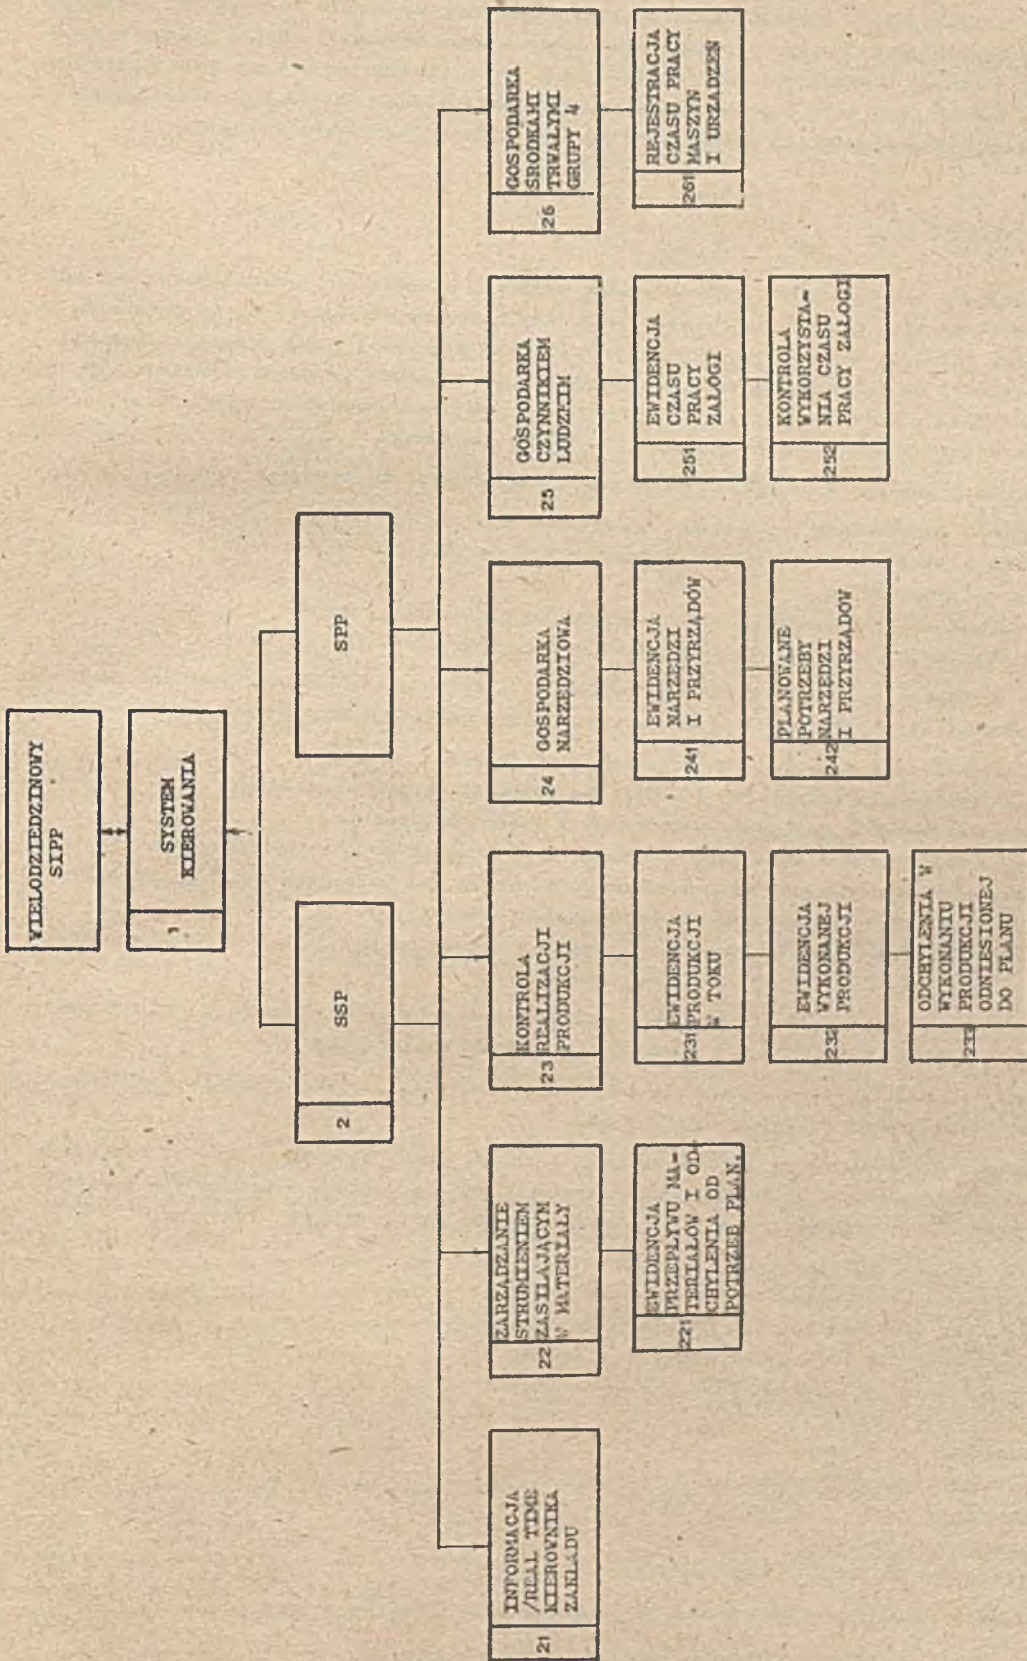 WIELODZIEDZINOWY
SIPP
1
SYSTEM
KIEROWANIA
2
SSP
SPP
21
INFORMACJA
/REAL TIME
KIEROWNIKA
ZAKŁADU
22
ZARZĄDZANIE
STRUMIENIEM
ZASILAJĄCYM
W MATERIAŁY
23
KONTROLA
REALIZACJI
PRODUKCJI
24
GOSPODARKA
NARZĘDZIOWA
25
GOSPODARKA
CZYNNIKIEM
LUDZKIM
26
GOSPODARKA
ŚRODKAMI
TRWAŁYMI
GRUPY 4
221
EWIDENCJA
PRZEPŁYWU MA-
TERIAŁÓW I OD-
CHYLENIA OD
POTRZEB PLAN.
231
EWIDENCJA
PRODUKCJI
W TOKU
241
EWIDENCJA
NARZĘDZI
I PRZYRZĄDÓW
251
EWIDENCJA
CZASU
PRACY
ZAŁOGI
261
REJESTRACJA
CZASU PRACY
MASZYN
I URZĄDZEŃ
232
EWIDENCJA
WYKONANEJ
PRODUKCJI
242
PLANOWANE
POTRZEBY
NARZĘDZI
I PRZYRZĄDÓW
252
KONTROLA
WYKORZYSTA-
NIA CZASU
PRACY ZAŁOGI
233
ODCHYLENIA W
WYKONANIU
PRODUKCJI
ODNIESIONEJ
DO PLANU